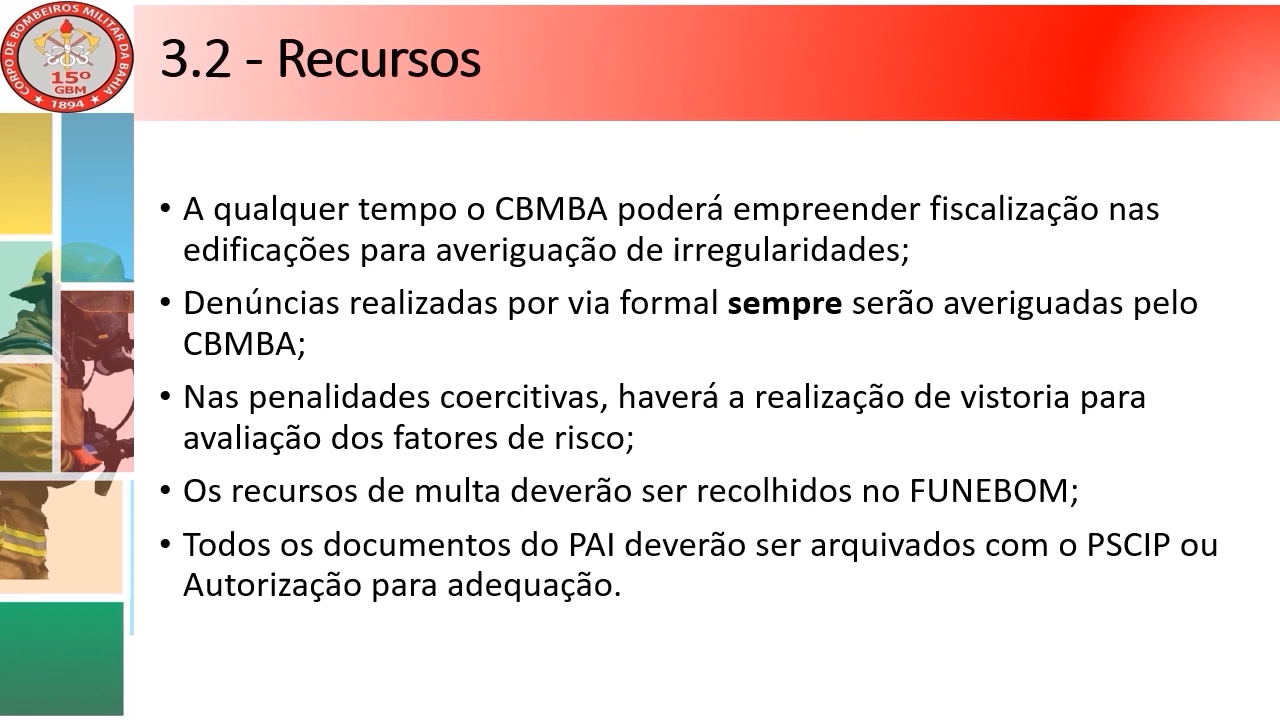 CORPO DE BOMBEIROS MILITAR DA BAHIA
15º
GBM
1894
3.2 - Recursos
• A qualquer tempo o CBMBA poderá empreender fiscalização nas
edificações para averiguação de irregularidades;
• Denúncias realizadas por via formal sempre serão averiguadas pelo
CBMBA;
• Nas penalidades coercitivas, haverá a realização de vistoria para
avaliação dos fatores de risco;
• Os recursos de multa deverão ser recolhidos no FUNEBOM;
• Todos os documentos do PAI deverão ser arquivados com o PSCIP ou
Autorização para adequação.